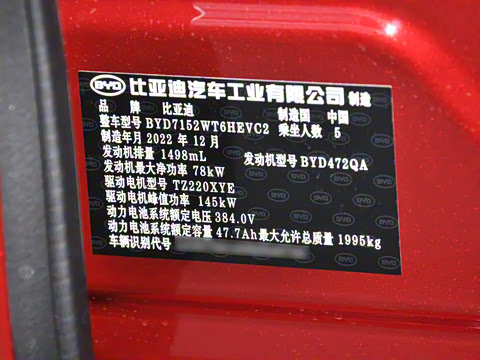 BYD 比亚迪汽车工业有限公司 制造
品 牌 比亚迪 制造国 中国
整车型号 BYD7152WT6HEVC2 乘坐人数 5
制造年月 2022 年 12 月
发动机排量 1498mL 发动机型号 BYD472QA
发动机最大净功率 78kW
驱动电机型号 TZ220XYE
驱动电机峰值功率 145kW
动力电池系统额定电压 384.0V
动力电池系统额定容量 47.7Ah 最大允许总质量 1995kg
车辆识别代号